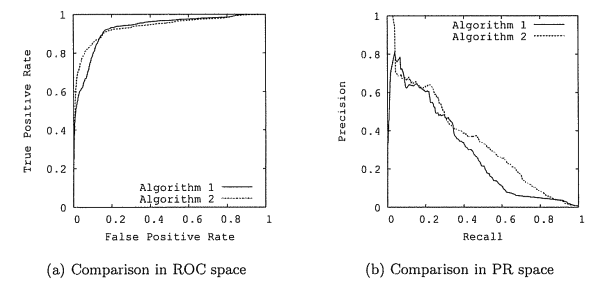 1
0.8
0.6
0.4
0.2
0
0 0.2 0.4 0.6 0.8 1
True Positive Rate
False Positive Rate
Algorithm 1
Algorithm 2
(a) Comparison in ROC space
1
0.8
0.6
0.4
0.2
0
0 0.2 0.4 0.6 0.8 1
Precision
Recall
Algorithm 1
Algorithm 2
(b) Comparison in PR space